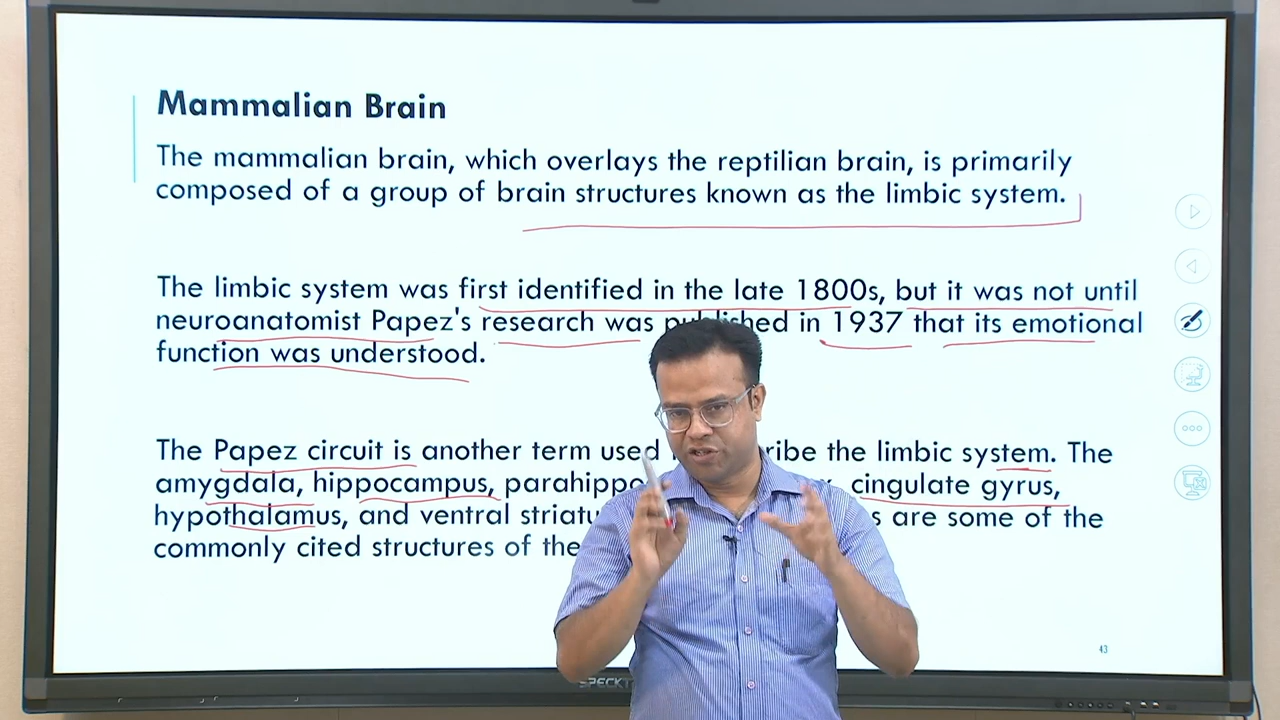 Mammalian Brain
The mammalian brain, which overlays the reptilian brain, is primarily
composed of a group of brain structures known as the limbic system.
The limbic system was first identified in the late 1800s, but it was not until
neuroanatomist Papez's research was published in 1937 that its emotional
function was understood.
The Papez circuit is another term used the limbic system. The
amygdala, hippocampus, cingulate gyrus,
hypothalamus, and ventral are some of the
commonly cited structures of the
43